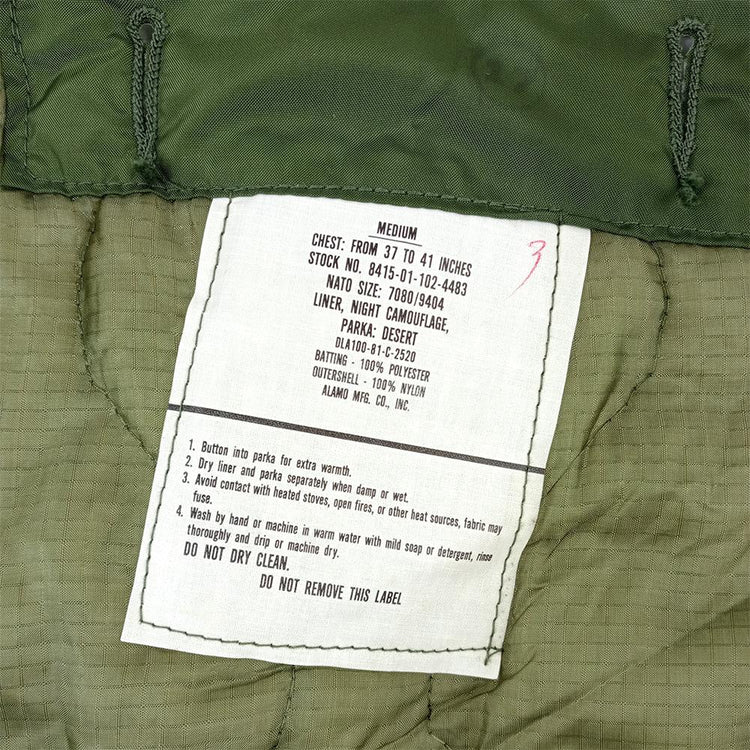 MEDIUM
CHEST: FROM 37 TO 41 INCHES
STOCK NO. 8415-01-102-4483
NATO SIZE: 7080/9404
LINER, NIGHT CAMOUFLAGE,
PARKA: DESERT
DLA100-81-C-2520
BATTING - 100% POLYESTER
OUTERSHELL - 100% NYLON
ALAMO MFG. CO., INC.
3
1. Button into parka for extra warmth.
2. Dry liner and parka separately when damp or wet.
3. Avoid contact with heated stoves, open fires, or other heat sources, fabric may
fuse.
4. Wash by hand or machine in warm water with mild soap or detergent, rinse
thoroughly and drip or machine dry.
DO NOT DRY CLEAN.
DO NOT REMOVE THIS LABEL